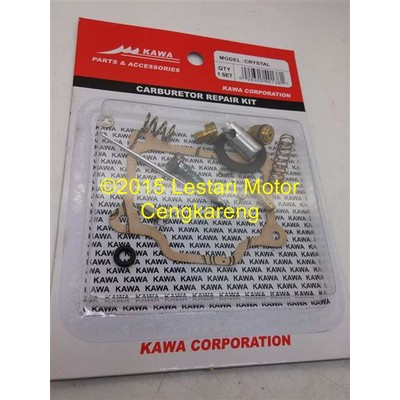 KAWA
PARTS & ACCESSORIES
MODEL : CRYSTAL
QTY
1 SET
KAWA CORPORATION
CARBURETOR REPAIR KIT
©2015 Lestari Motor
Cengkareng
KAWA CORPORATION